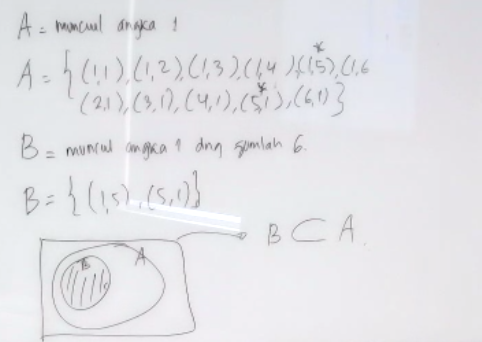 A = muncul angka 1
A = { (1,1), (1,2), (1,3), (1,4), (1,5)*, (1,6
(2,1), (3,1), (4,1), (5,1)*, (6,1) }
B = muncul angka 1 dng jumlah 6.
B = { (1,5), (5,1) }
B ⊂ A.
B A